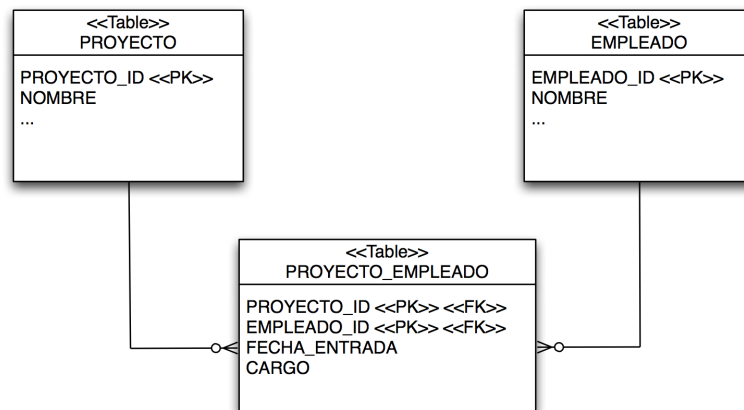 <<Table>>
PROYECTO
PROYECTO_ID <<PK>>
NOMBRE
...
<<Table>>
EMPLEADO
EMPLEADO_ID <<PK>>
NOMBRE
...
<<Table>>
PROYECTO_EMPLEADO
PROYECTO_ID <<PK>> <<FK>>
EMPLEADO_ID <<PK>> <<FK>>
FECHA_ENTRADA
CARGO